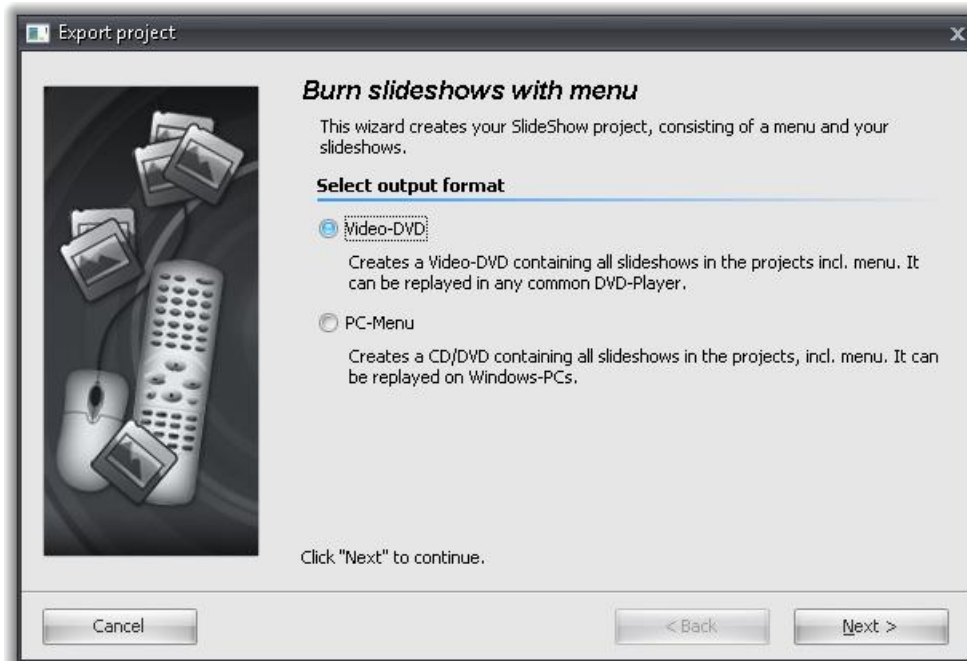 Export project
Burn slideshows with menu
This wizard creates your SlideShow project, consisting of a menu and your
slideshows.
Select output format
Video-DVD
Creates a Video-DVD containing all slideshows in the projects incl. menu. It
can be replayed in any common DVD-Player.
PC-Menu
Creates a CD/DVD containing all slideshows in the projects, incl. menu. It can
be replayed on Windows-PCs.
Click "Next" to continue.
Cancel
< Back
Next >